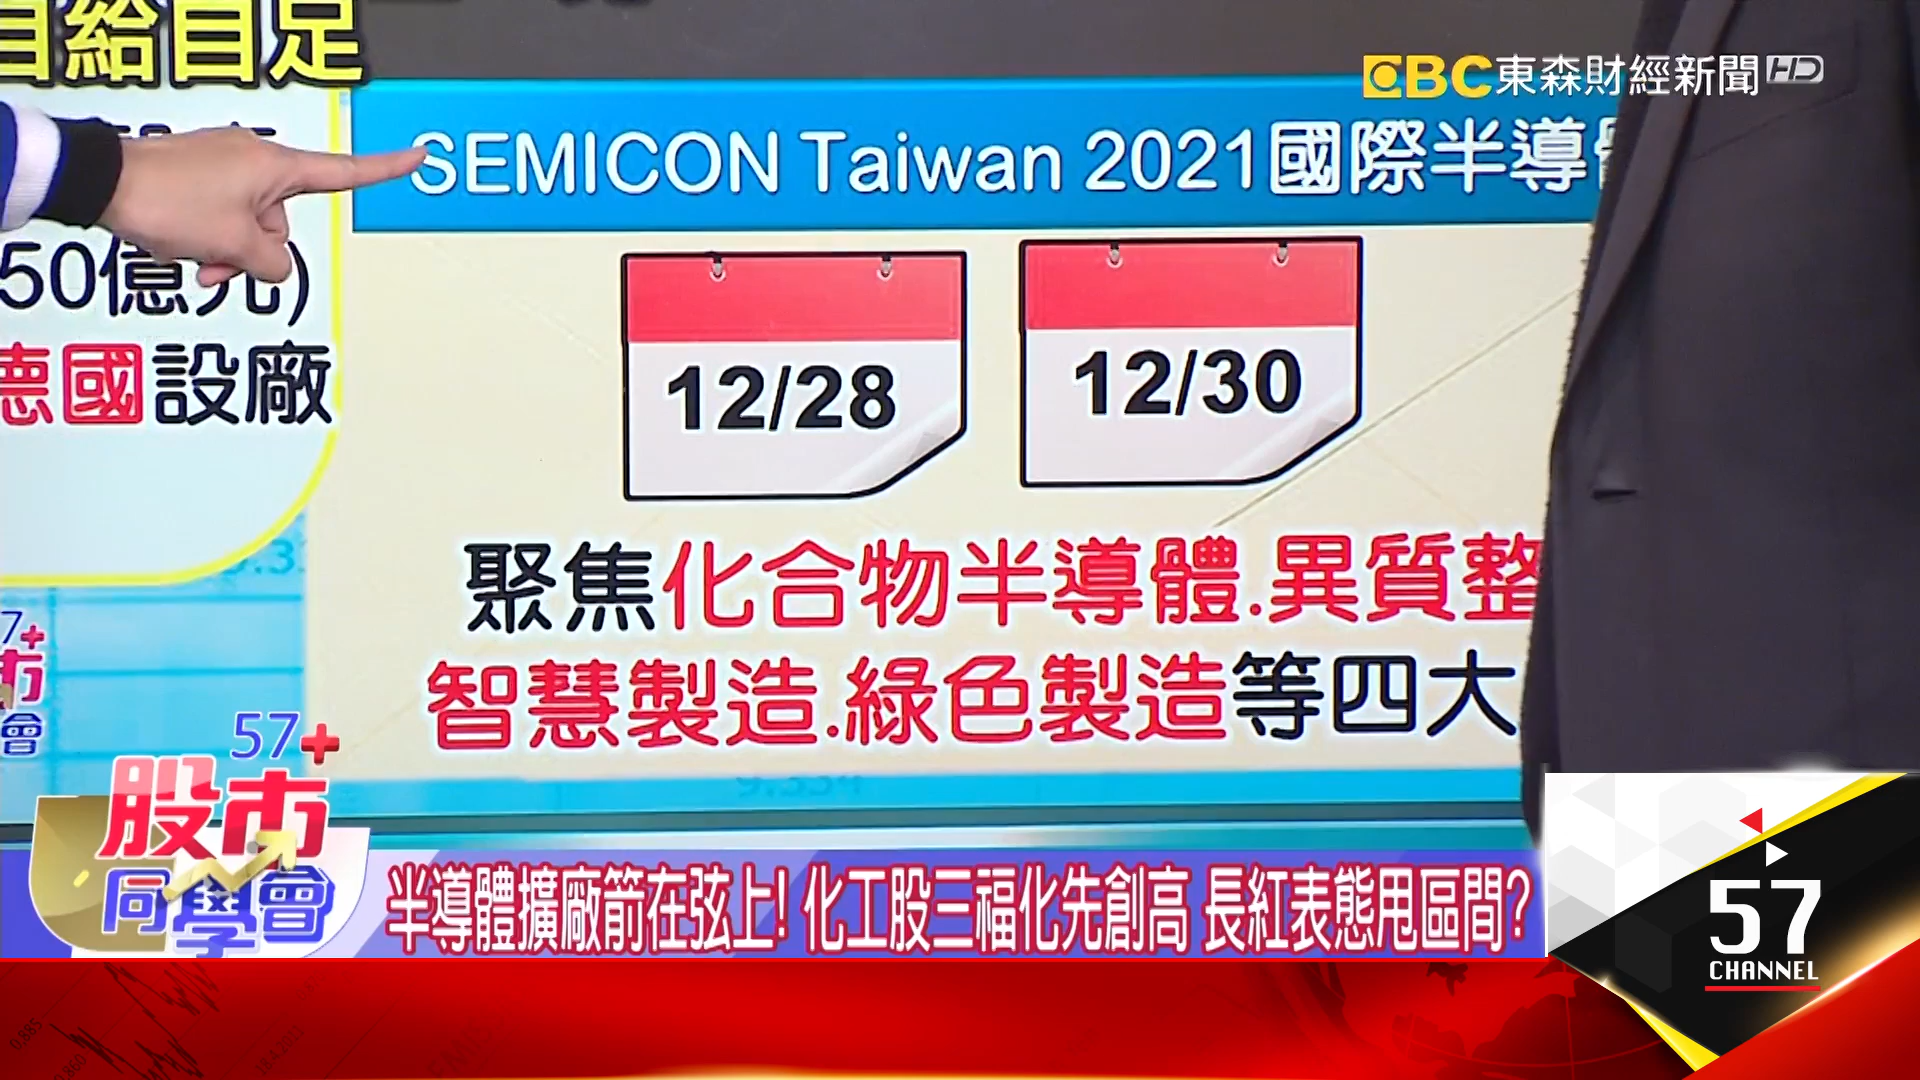 自給自足
EBC東森財經新聞HD
SEMICON Taiwan 2021國際半導
50億元)
德國設廠
12/28
12/30
聚焦化合物半導體.異質整
智慧製造.綠色製造等四大
57+
股市
同學會
半導體擴廠箭在弦上! 化工股三福化先創高 長紅表態甩區間?
57
CHANNEL